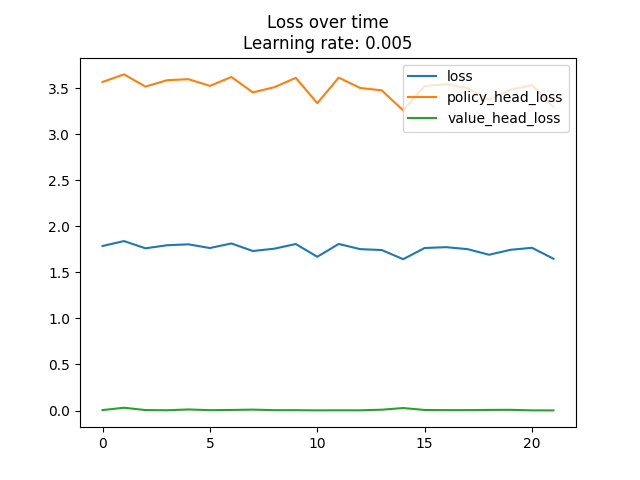 Loss over time
Learning rate: 0.005
loss
policy_head_loss
value_head_loss
3.5
3.0
2.5
2.0
1.5
1.0
0.5
0.0
0
5
10
15
20